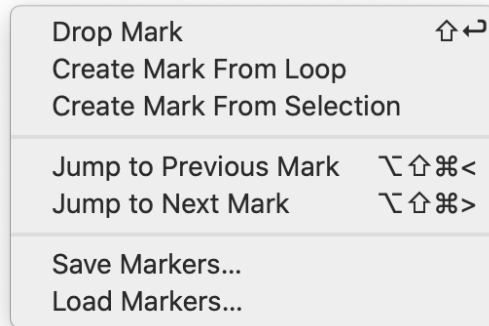 Drop Mark ⇧↩
Create Mark From Loop
Create Mark From Selection
Jump to Previous Mark ⌥⇧⌘<
Jump to Next Mark ⌥⇧⌘>
Save Markers...
Load Markers...